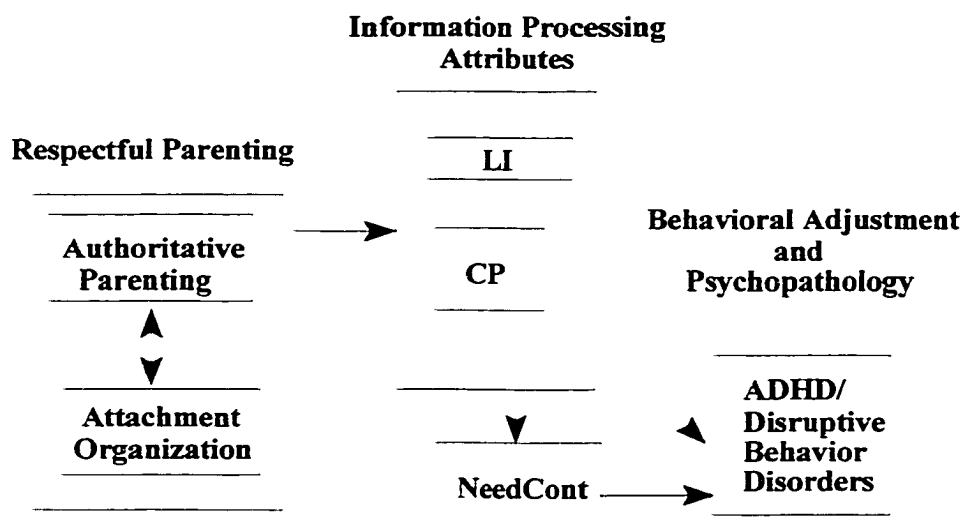 Information Processing
Attributes
Respectful Parenting
LI
Authoritative
Parenting
CP
Attachment
Organization
NeedCont
Behavioral Adjustment
and
Psychopathology
ADHD/
Disruptive
Behavior
Disorders